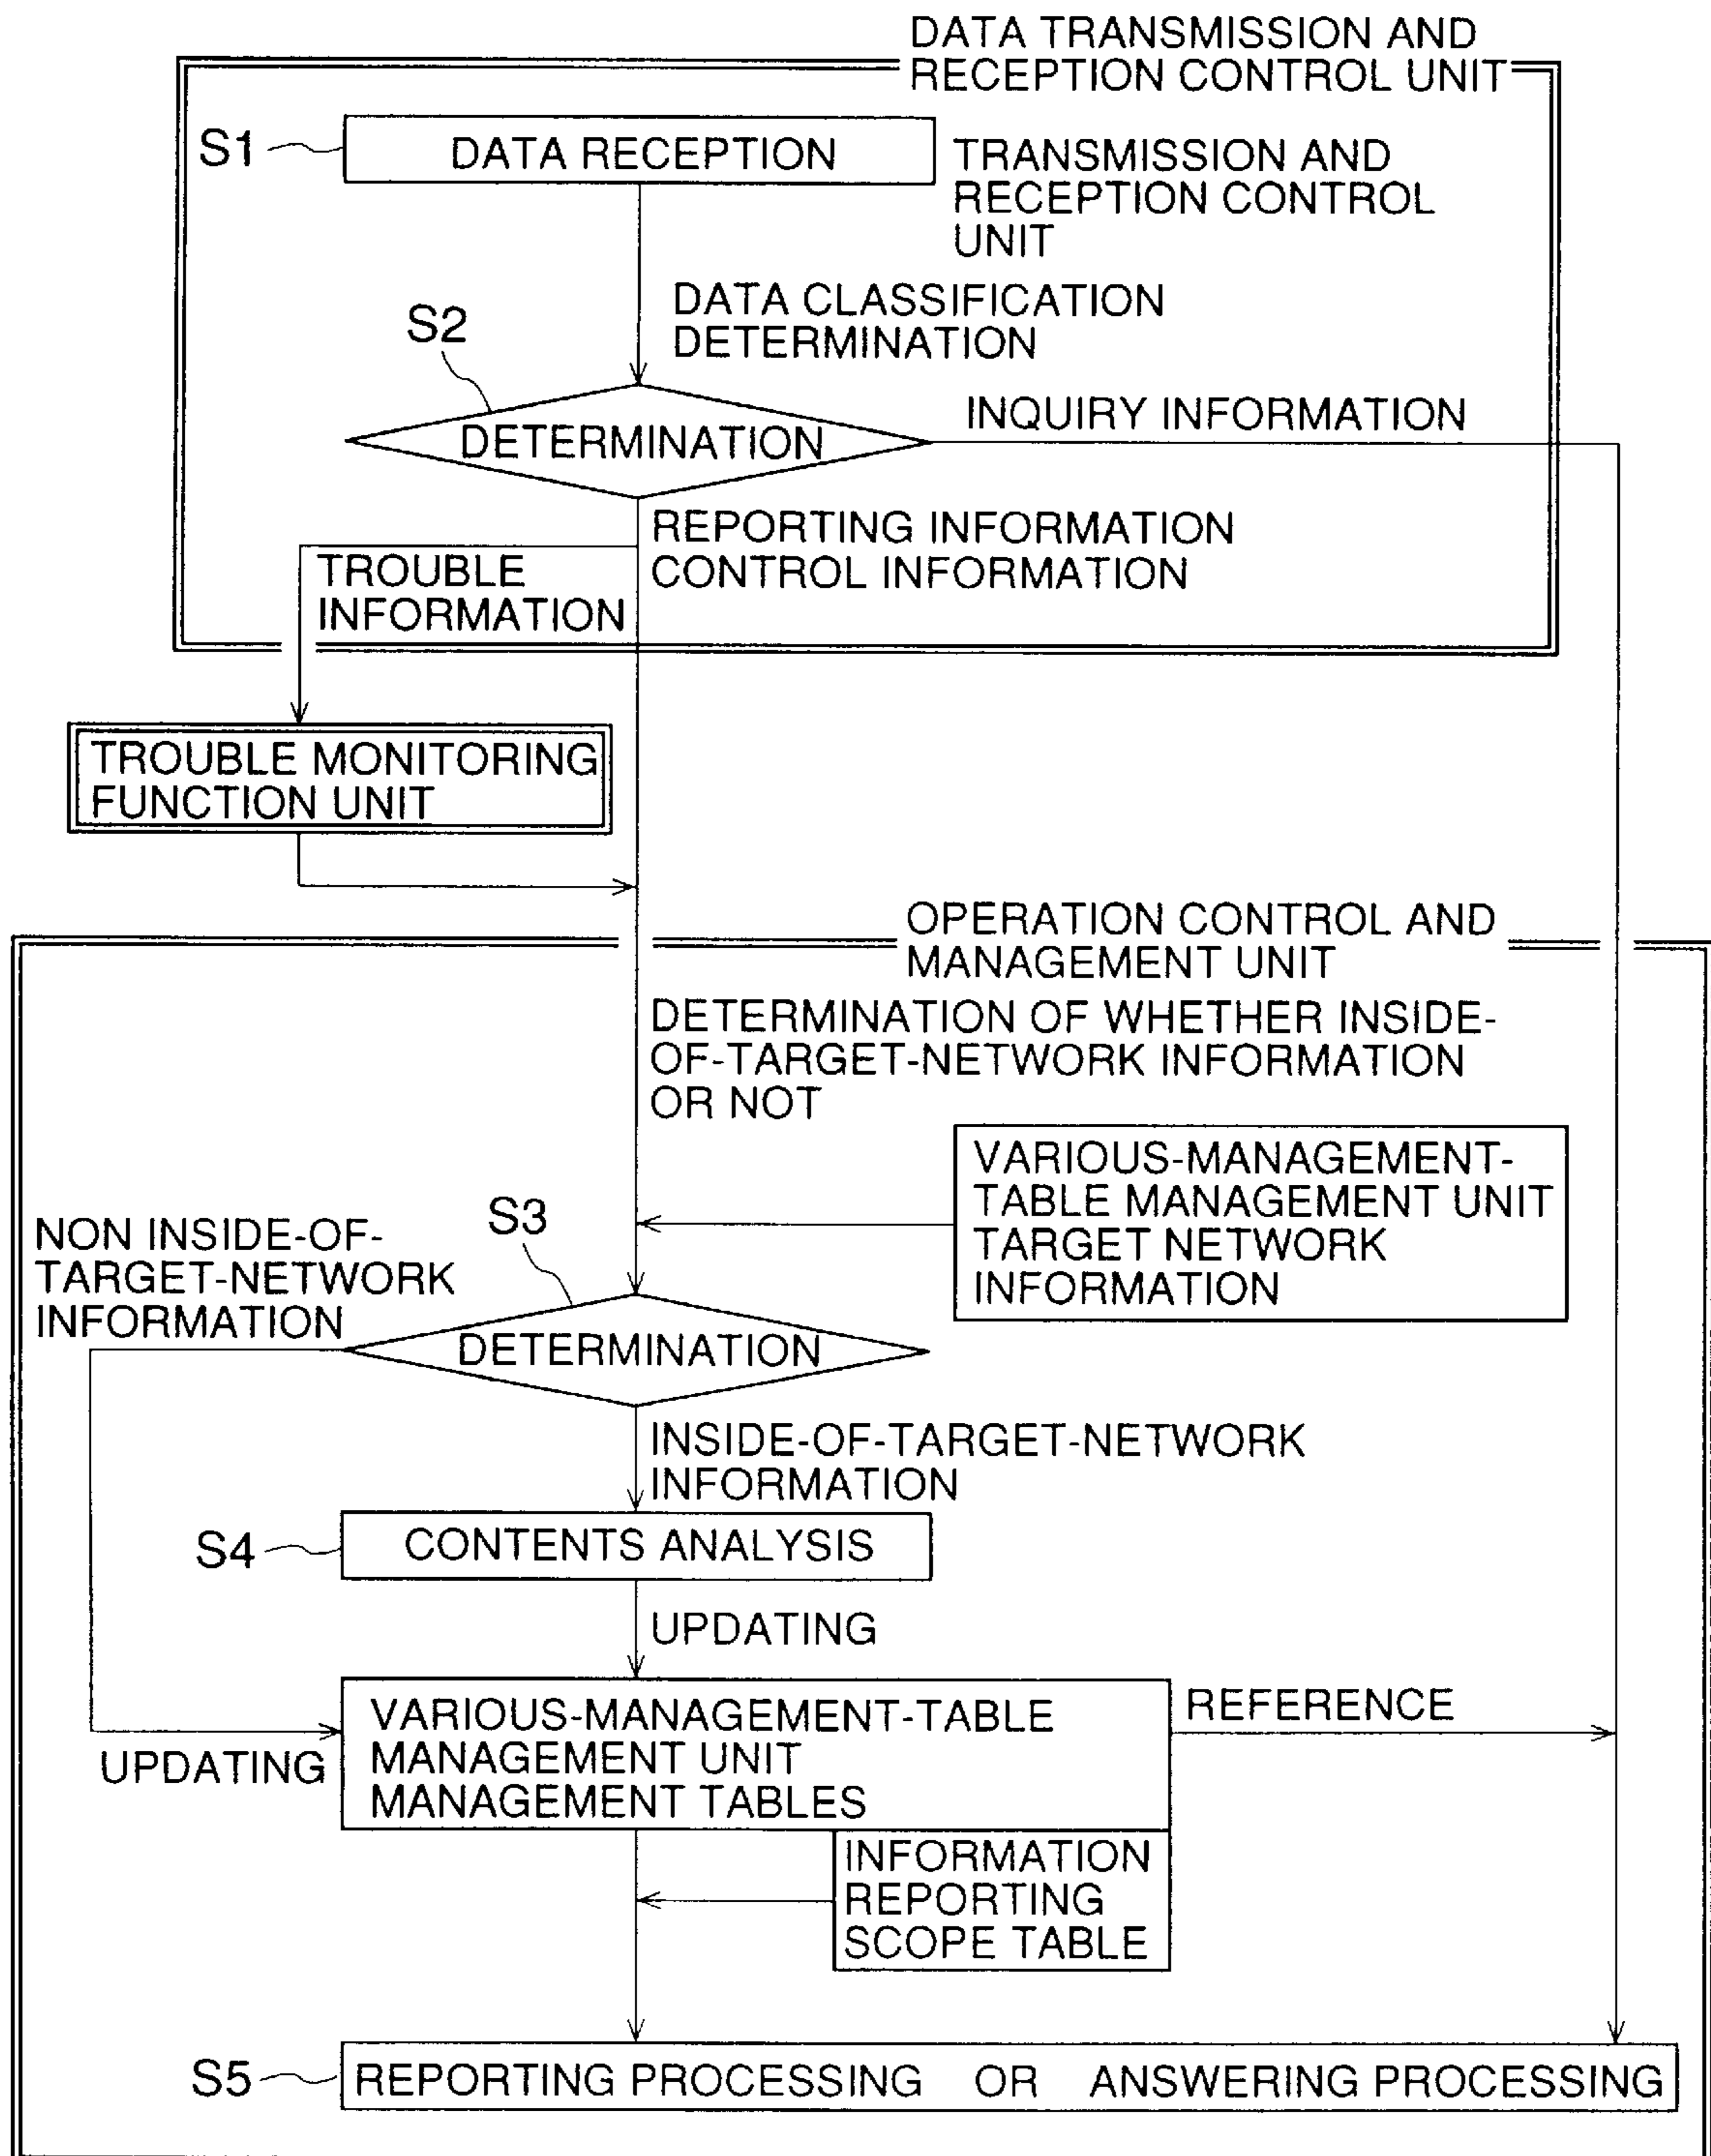 DATA TRANSMISSION AND
RECEPTION CONTROL UNIT
S1
DATA RECEPTION
TRANSMISSION AND
RECEPTION CONTROL
UNIT
DATA CLASSIFICATION
DETERMINATION
S2
DETERMINATION
INQUIRY INFORMATION
REPORTING INFORMATION
CONTROL INFORMATION
TROUBLE
INFORMATION
TROUBLE MONITORING
FUNCTION UNIT
OPERATION CONTROL AND
MANAGEMENT UNIT
DETERMINATION OF WHETHER INSIDE-
OF-TARGET-NETWORK INFORMATION
OR NOT
VARIOUS-MANAGEMENT-
TABLE MANAGEMENT UNIT
TARGET NETWORK
INFORMATION
S3
NON INSIDE-OF-
TARGET-NETWORK
INFORMATION
DETERMINATION
INSIDE-OF-TARGET-NETWORK
INFORMATION
S4
CONTENTS ANALYSIS
UPDATING
VARIOUS-MANAGEMENT-TABLE
MANAGEMENT UNIT
MANAGEMENT TABLES
REFERENCE
UPDATING
INFORMATION
REPORTING
SCOPE TABLE
S5
REPORTING PROCESSING OR ANSWERING PROCESSING